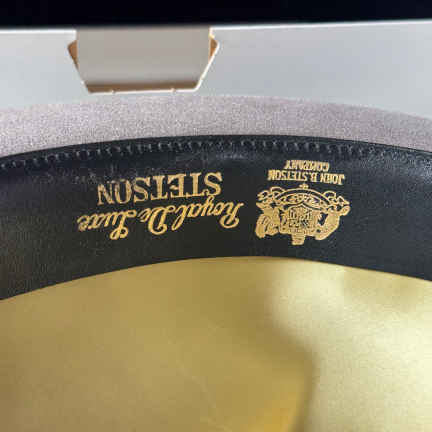 Royal De Luxe
STETSON
JOHN B. STETSON
COMPANY